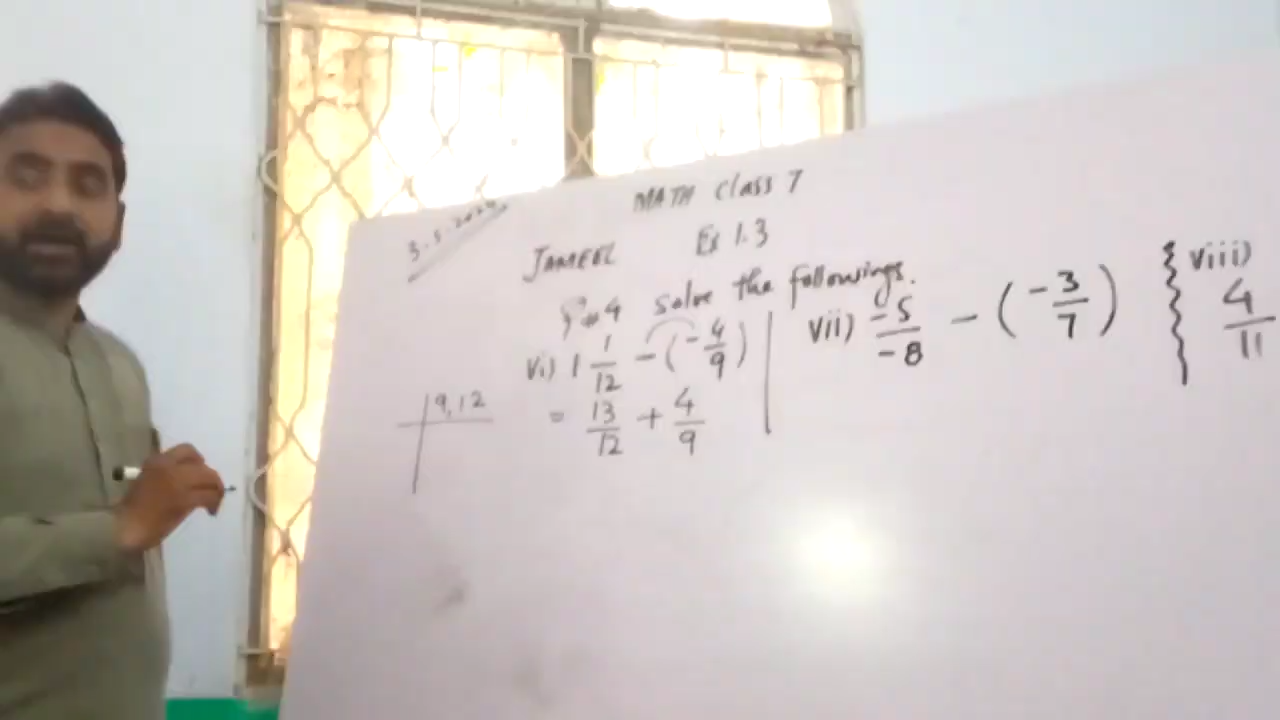 MATH Class 7
3.5.2020
JAMEEL Ex 1.3
Q#4 Solve the followings.
vi) 1 1/12 - (-4/9)
= 13/12 + 4/9
9,12
vii) -5/-8 - (-3/7)
viii) 4/11